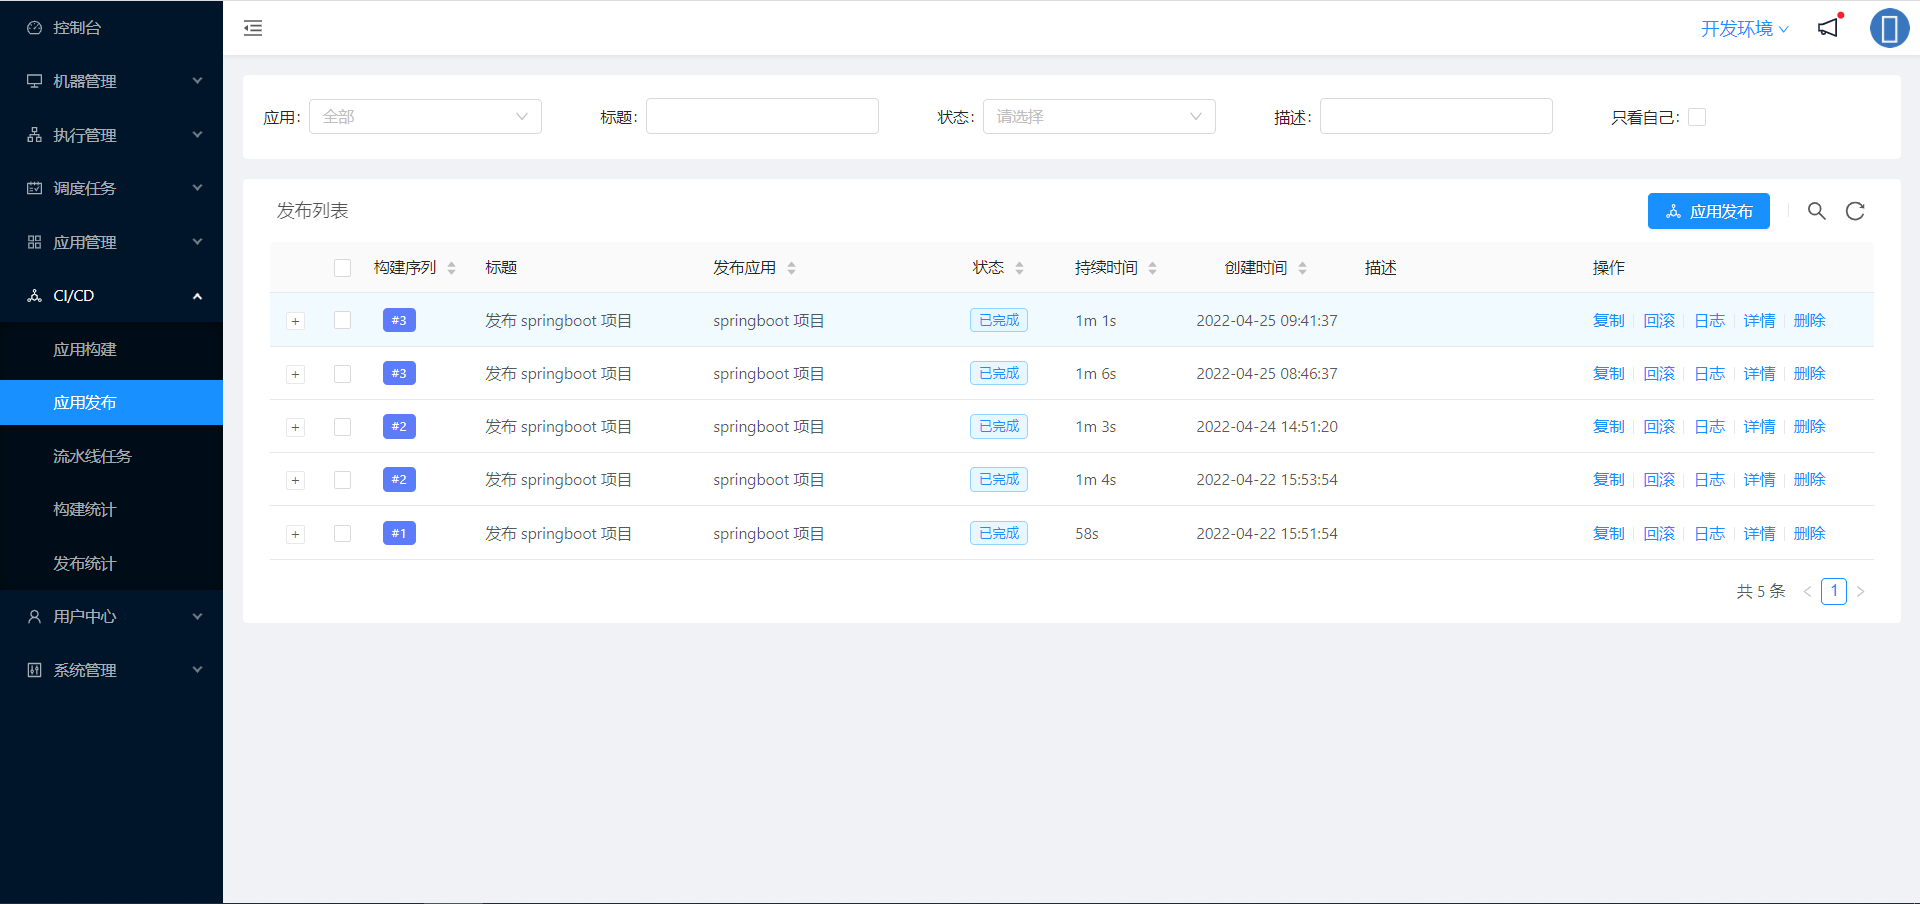 控制台
机器管理
执行管理
调度任务
应用管理
CI/CD
应用构建
应用发布
流水线任务
构建统计
发布统计
用户中心
系统管理
开发环境
应用: 全部 标题: 状态: 请选择 描述: 只看自己:
发布列表 应用发布
构建序列 标题 发布应用 状态 持续时间 创建时间 描述 操作
+ #3 发布 springboot 项目 springboot 项目 已完成 1m 1s 2022-04-25 09:41:37 复制 回滚 日志 详情 删除
+ #3 发布 springboot 项目 springboot 项目 已完成 1m 6s 2022-04-25 08:46:37 复制 回滚 日志 详情 删除
+ #2 发布 springboot 项目 springboot 项目 已完成 1m 3s 2022-04-24 14:51:20 复制 回滚 日志 详情 删除
+ #2 发布 springboot 项目 springboot 项目 已完成 1m 4s 2022-04-22 15:53:54 复制 回滚 日志 详情 删除
+ #1 发布 springboot 项目 springboot 项目 已完成 58s 2022-04-22 15:51:54 复制 回滚 日志 详情 删除
共 5 条 < 1 >